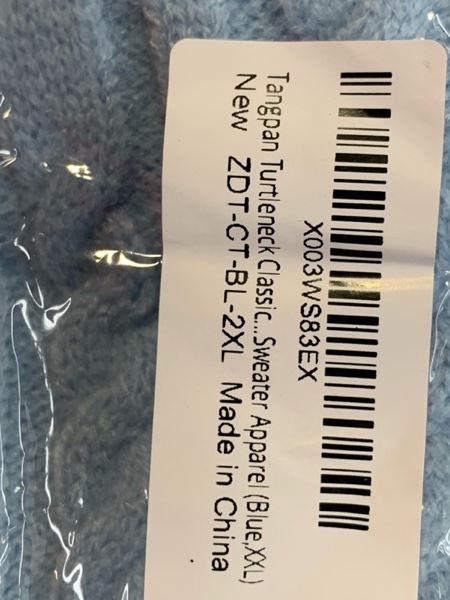 X003WS83EX
Tangpan Turtleneck Classic...Sweater Apparel (Blue,XXL)
New ZDT-CT-BL-2XL Made in China